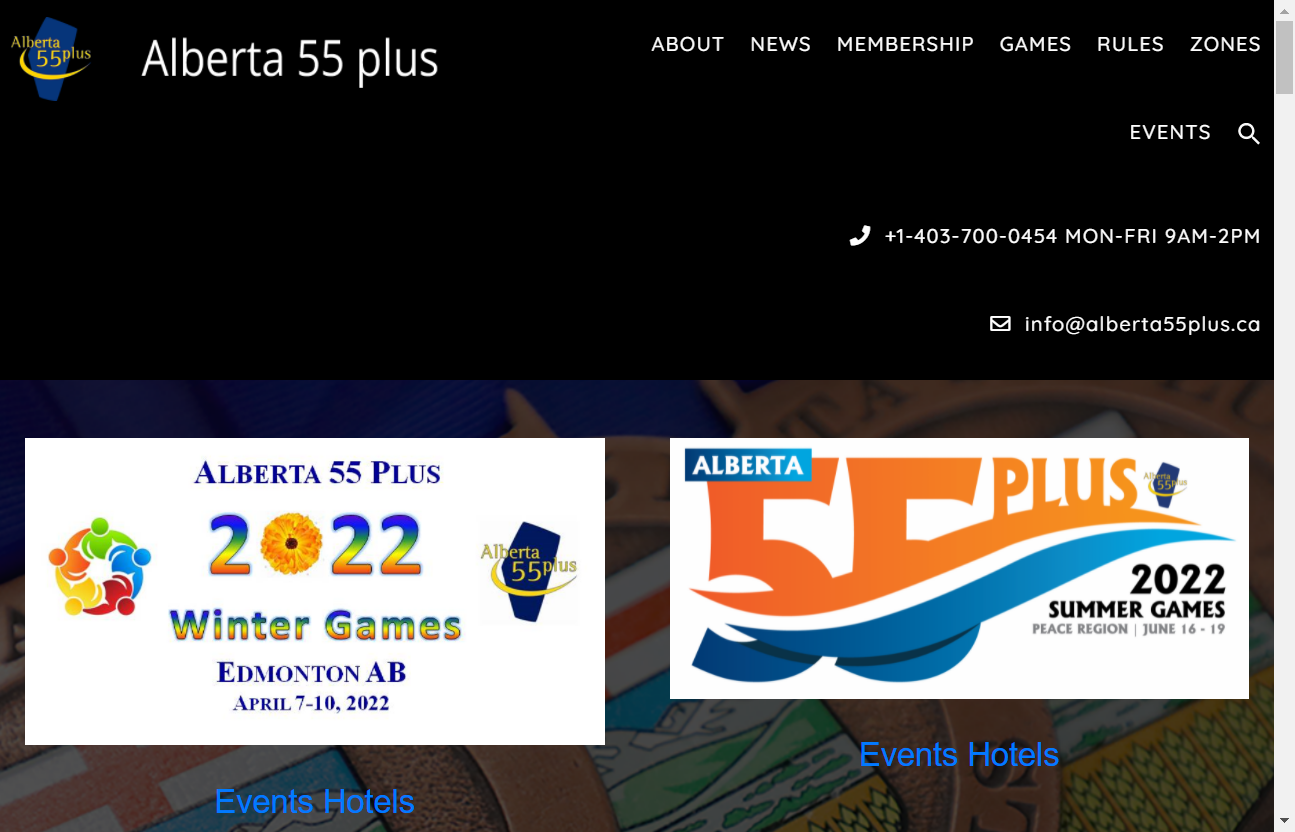 Alberta
55 plus
Alberta 55 plus
ABOUT NEWS MEMBERSHIP GAMES RULES ZONES
EVENTS
+1-403-700-0454 MON-FRI 9AM-2PM
info@alberta55plus.ca
ALBERTA 55 PLUS
2022
Winter Games
EDMONTON AB
APRIL 7-10, 2022
Alberta
55plus
Events Hotels
ALBERTA
55 PLUS
Alberta
55plus
2022
SUMMER GAMES
PEACE REGION | JUNE 16 - 19
Events Hotels